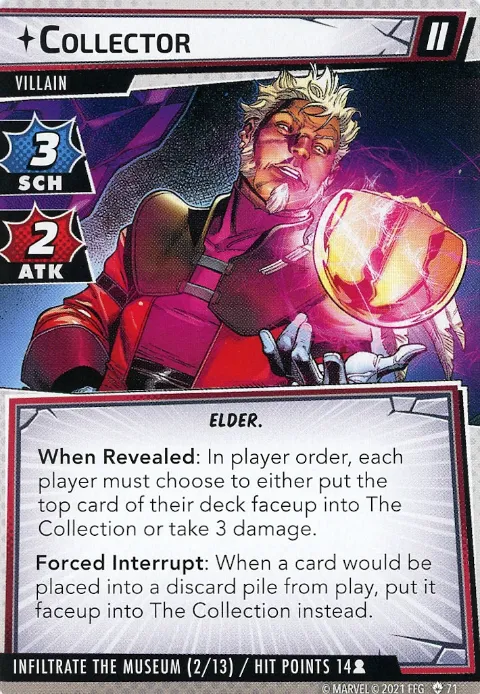 COLLECTOR
II
VILLAIN
3
SCH
2
ATK
ELDER.
When Revealed: In player order, each
player must choose to either put the
top card of their deck faceup into The
Collection or take 3 damage.
Forced Interrupt: When a card would be
placed into a discard pile from play, put it
faceup into The Collection instead.
INFILTRATE THE MUSEUM (2/13) / HIT POINTS 14
© MARVEL © 2021 FFG 71